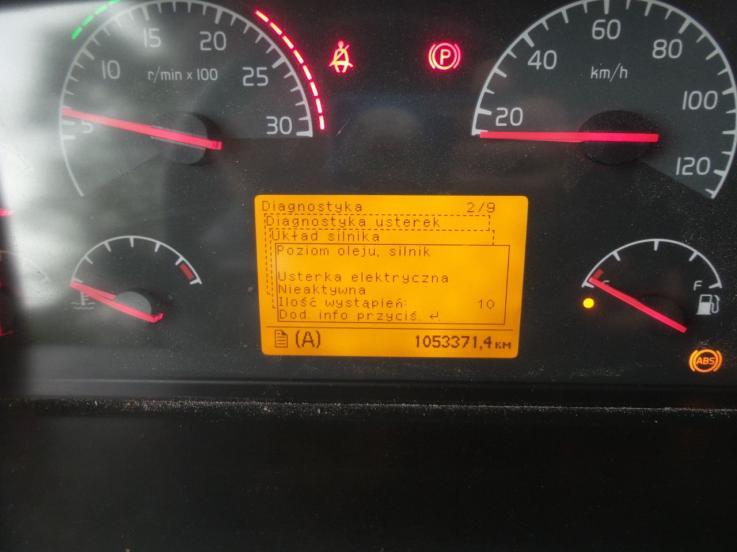 15 20
10 25
r/min x 100
5 30
P
60
40 80
km/h
20 100
120
Diagnostyka 2/9
Diagnostyka usterek
Układ silnika
Poziom oleju, silnik
Usterka elektryczna
Nieaktywna
Ilość wystąpień: 10
Dod. info przycis. ↵
(A) 1053371,4 KM
F
ABS